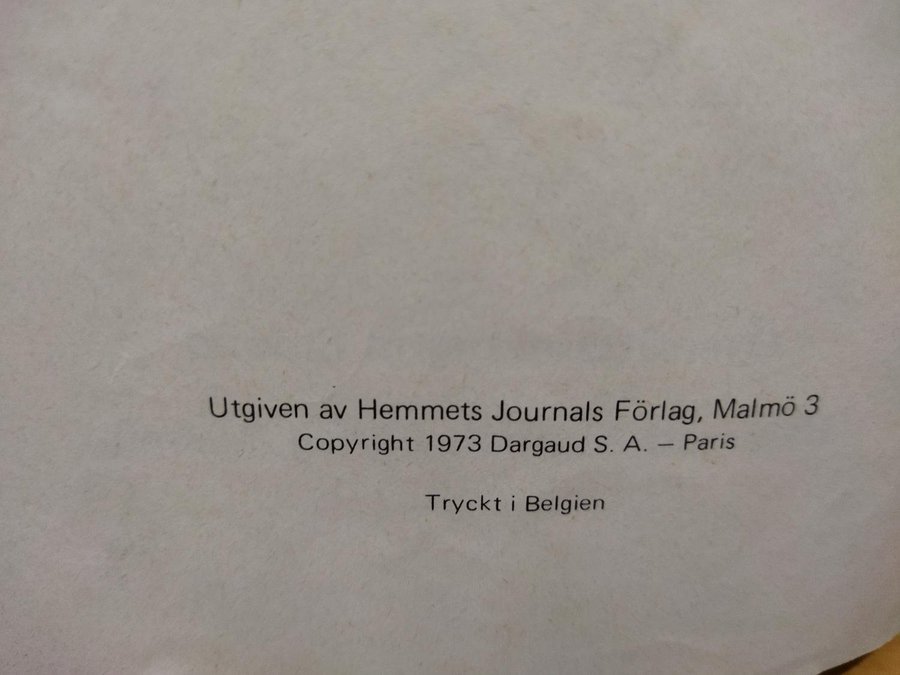 Utgiven av Hemmets Journals Förlag, Malmö 3
Copyright 1973 Dargaud S. A. — Paris
Tryckt i Belgien